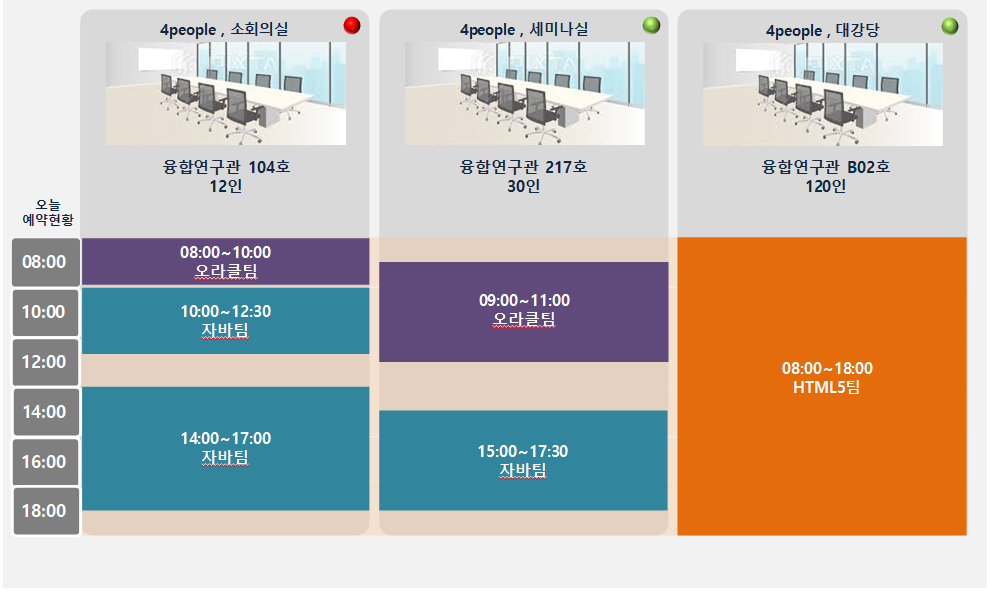 4people , 소회의실
융합연구관 104호
12인
4people , 세미나실
융합연구관 217호
30인
4people , 대강당
융합연구관 B02호
120인
오늘
예약현황
08:00
10:00
12:00
14:00
16:00
18:00
08:00~10:00
오라클팀
10:00~12:30
자바팀
14:00~17:00
자바팀
09:00~11:00
오라클팀
15:00~17:30
자바팀
08:00~18:00
HTML5팀